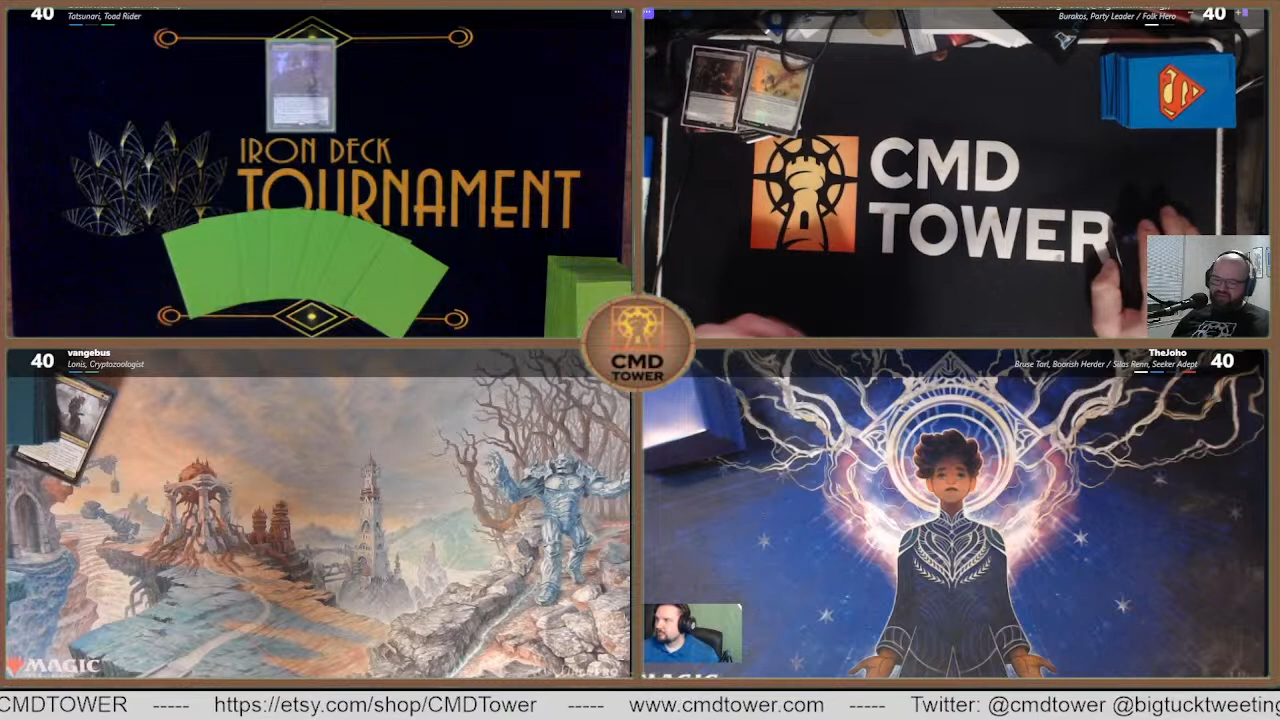 40
Tatsunari, Toad Rider
IRON DECK
TOURNAMENT
40
Burakos, Party Leader / Folk Hero
CMD
TOWER
CMD
TOWER
40
vangebus
Lonis, Cryptozoologist
MAGIC
TheJoho
Bruse Tarl, Boorish Herder / Silas Renn, Seeker Adept
40
MAGIC
CMDTOWER ----- https://etsy.com/shop/CMDTower ----- www.cmdtower.com ----- Twitter: @cmdtower @bigtucktweeting